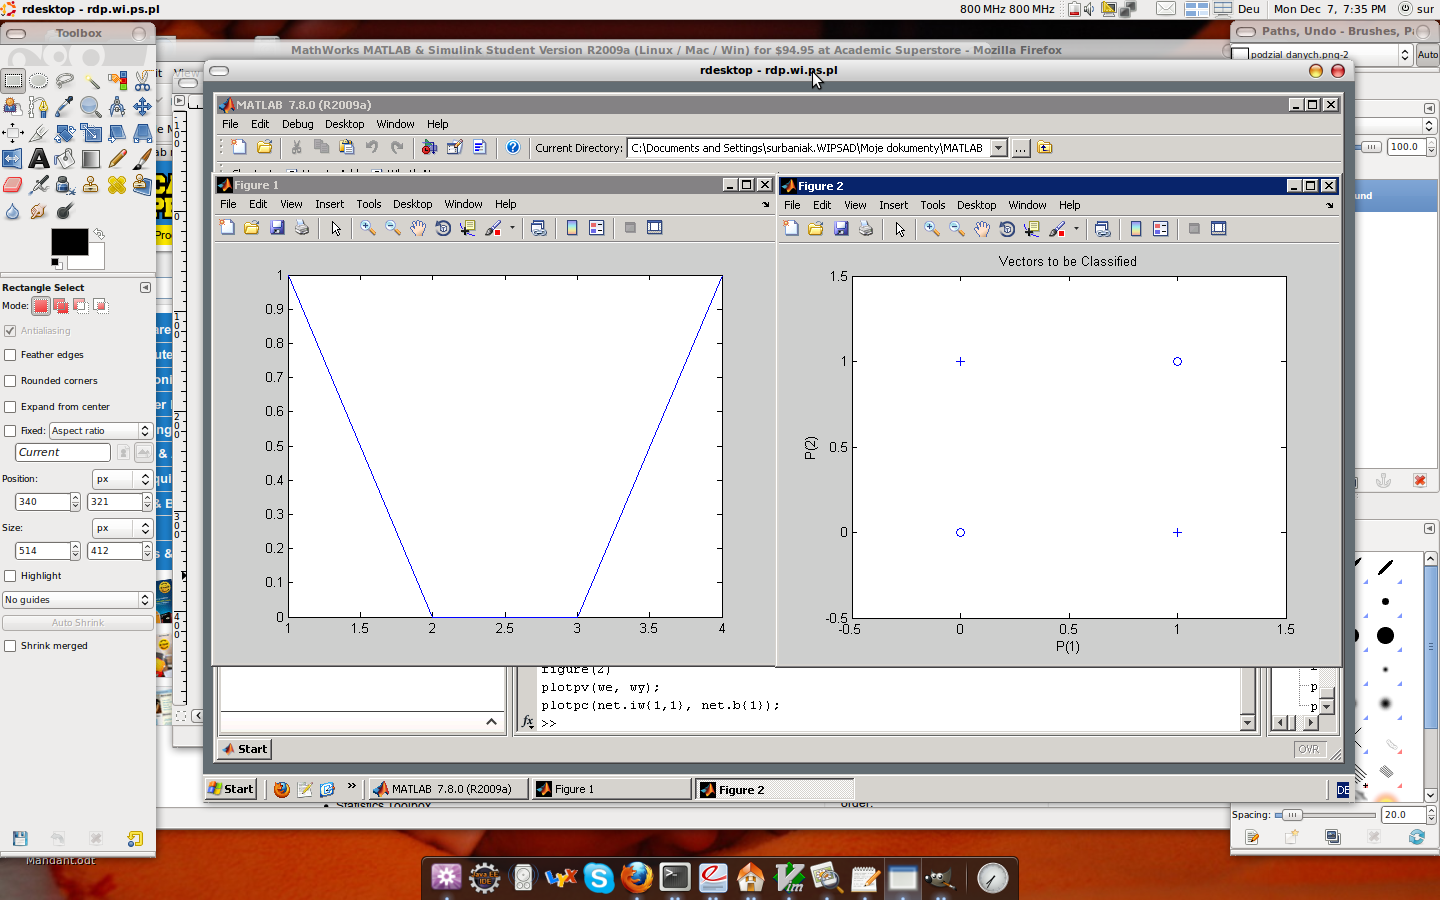 rdesktop - rdp.wi.ps.pl
800 MHz 800 MHz
Deu
Mon Dec 7, 7:35 PM
sur
Toolbox
MathWorks MATLAB & Simulink Student Version R2009a (Linux / Mac / Win) for $94.95 at Academic Superstore - Mozilla Firefox
Paths, Undo - Brushes, P
podzial danych.png-2
Auto
rdesktop - rdp.wi.ps.pl
MATLAB 7.8.0 (R2009a)
File Edit Debug Desktop Window Help
Current Directory: C:\Documents and Settings\surbaniak.WIPSAD\Moje dokumenty\MATLAB
100.0
Figure 1
File Edit View Insert Tools Desktop Window Help
1
0.9
0.8
0.7
0.6
0.5
0.4
0.3
0.2
0.1
0
1 1.5 2 2.5 3 3.5 4
Figure 2
File Edit View Insert Tools Desktop Window Help
Vectors to be Classified
1.5
1
0.5
0
-0.5
P(2)
-0.5 0 0.5 1 1.5
P(1)
Rectangle Select
Mode:
Antialiasing
Feather edges
Rounded corners
Expand from center
Fixed: Aspect ratio
Current
Position: px
340 321
Size: px
514 412
Highlight
No guides
Auto Shrink
Shrink merged
figure(2)
plotpv(we, wy);
plotpc(net.iw{1,1}, net.b{1});
>>
Start
OVR
Start
MATLAB 7.8.0 (R2009a)
Figure 1
Figure 2
DE
Statistics Toolbox
order.
Spacing: 20.0
Mandant.odt